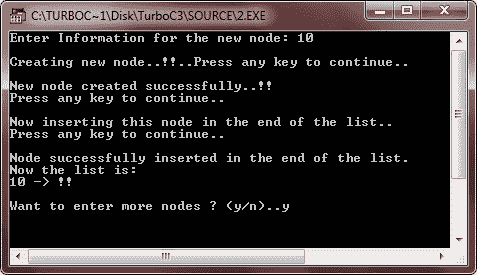 C:\TURBOC~1\Disk\TurboC3\SOURCE\2.EXE
Enter Information for the new node: 10
Creating new node..!!..Press any key to continue..
New node created successfully..!!
Press any key to continue..
Now inserting this node in the end of the list..
Press any key to continue..
Node successfully inserted in the end of the list.
Now the list is:
10 -> !!
Want to enter more nodes ? (y/n)..y